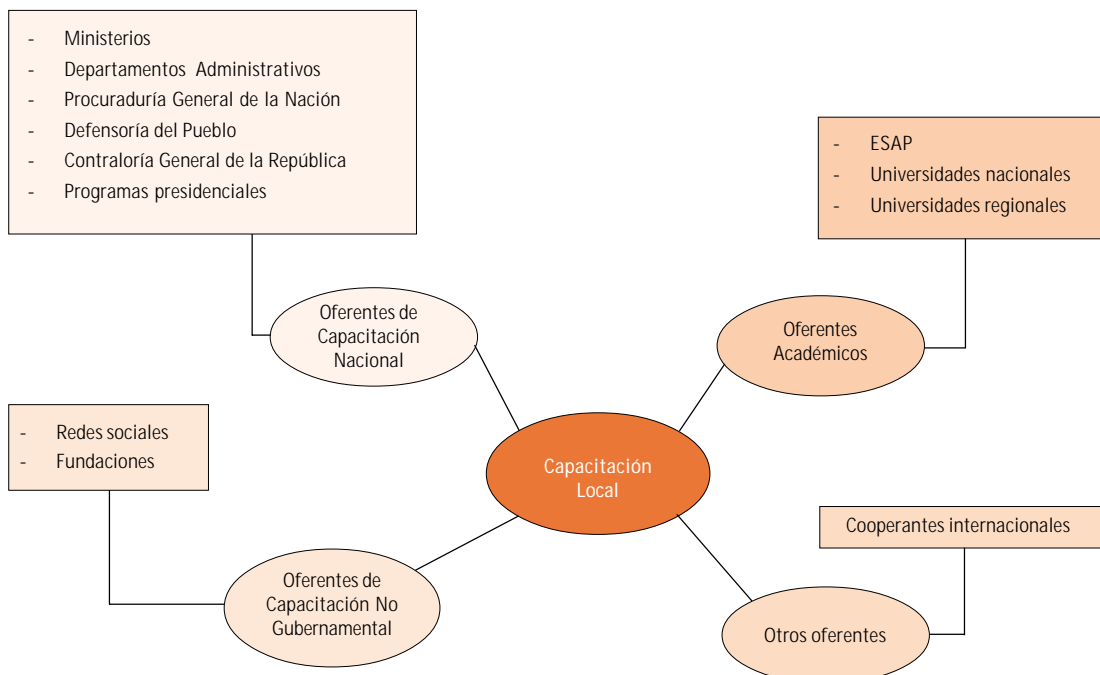 - Ministerios
- Departamentos Administrativos
- Procuraduría General de la Nación
- Defensoría del Pueblo
- Contraloría General de la República
- Programas presidenciales
- ESAP
- Universidades nacionales
- Universidades regionales
Oferentes de
Capacitación
Nacional
Oferentes
Académicos
- Redes sociales
- Fundaciones
Capacitación
Local
Cooperantes internacionales
Oferentes de
Capacitación No
Gubernamental
Otros oferentes